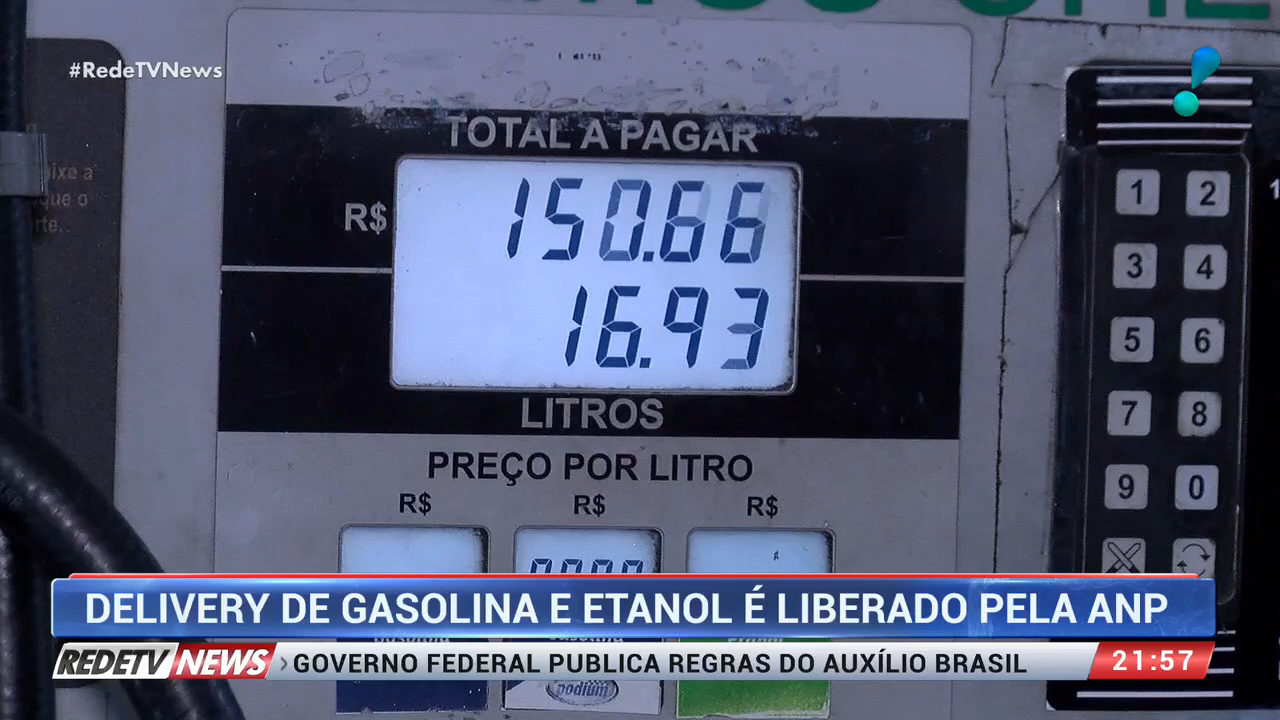 #RedeTVNews
TOTAL A PAGAR
R$ 150.66
16.93
LITROS
PREÇO POR LITRO
R$ R$ R$
1 2
3 4
5 6
7 8
9 0
DELIVERY DE GASOLINA E ETANOL É LIBERADO PELA ANP
podium
REDETV NEWS › GOVERNO FEDERAL PUBLICA REGRAS DO AUXÍLIO BRASIL 21:57